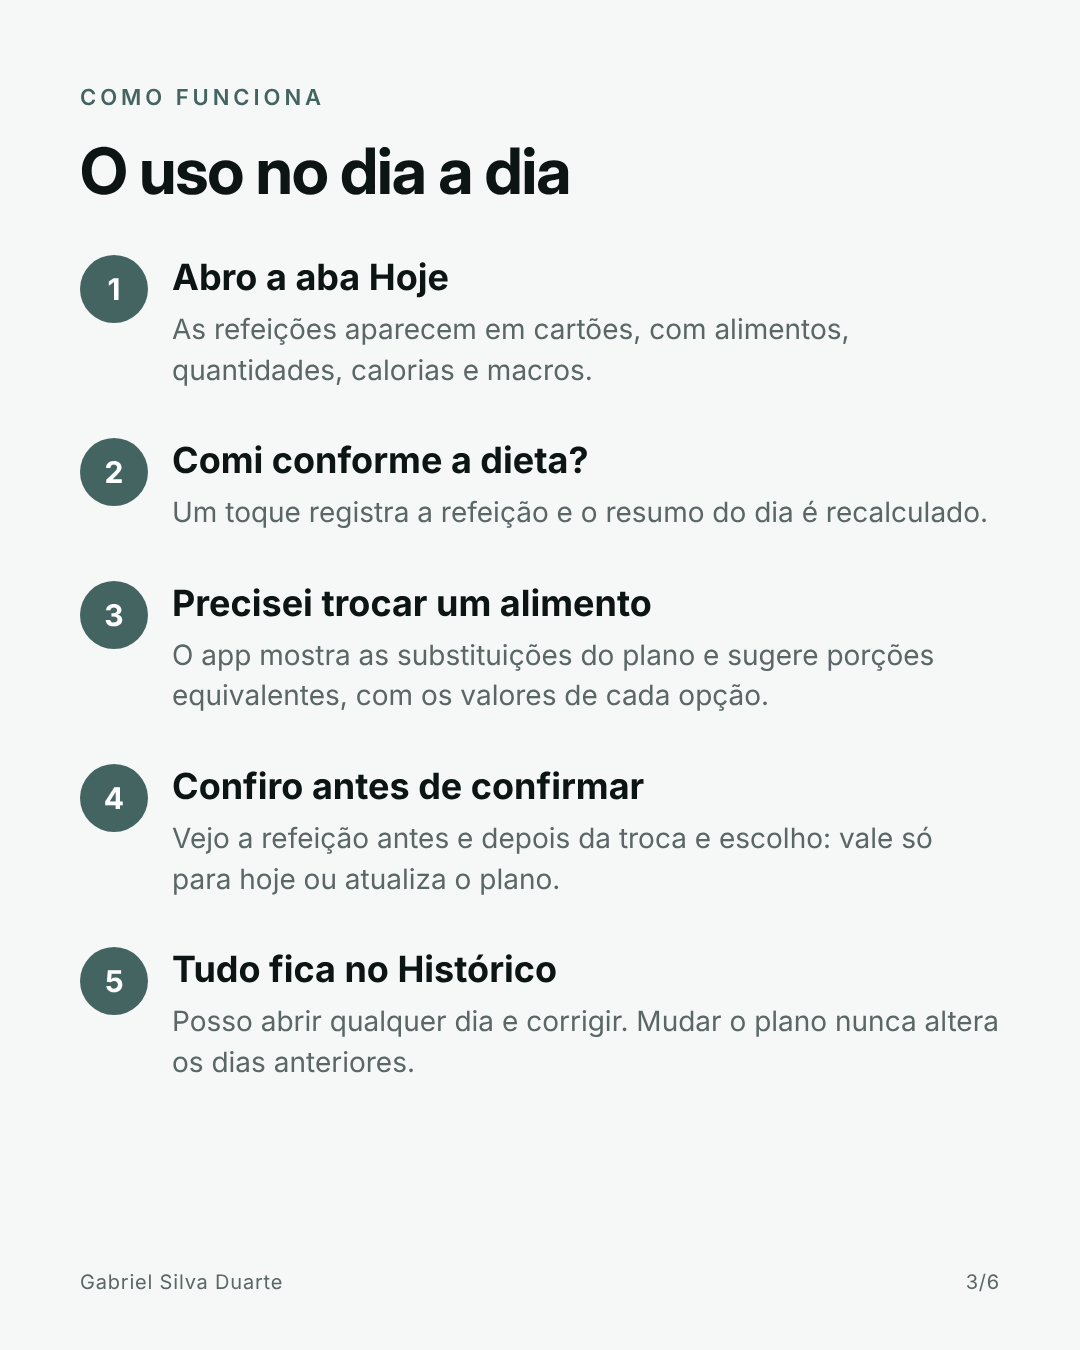 COMO FUNCIONA
O uso no dia a dia
1
Abro a aba Hoje
As refeições aparecem em cartões, com alimentos,
quantidades, calorias e macros.
2
Comi conforme a dieta?
Um toque registra a refeição e o resumo do dia é recalculado.
3
Precisei trocar um alimento
O app mostra as substituições do plano e sugere porções
equivalentes, com os valores de cada opção.
4
Confiro antes de confirmar
Vejo a refeição antes e depois da troca e escolho: vale só
para hoje ou atualiza o plano.
5
Tudo fica no Histórico
Posso abrir qualquer dia e corrigir. Mudar o plano nunca altera
os dias anteriores.
Gabriel Silva Duarte
3/6